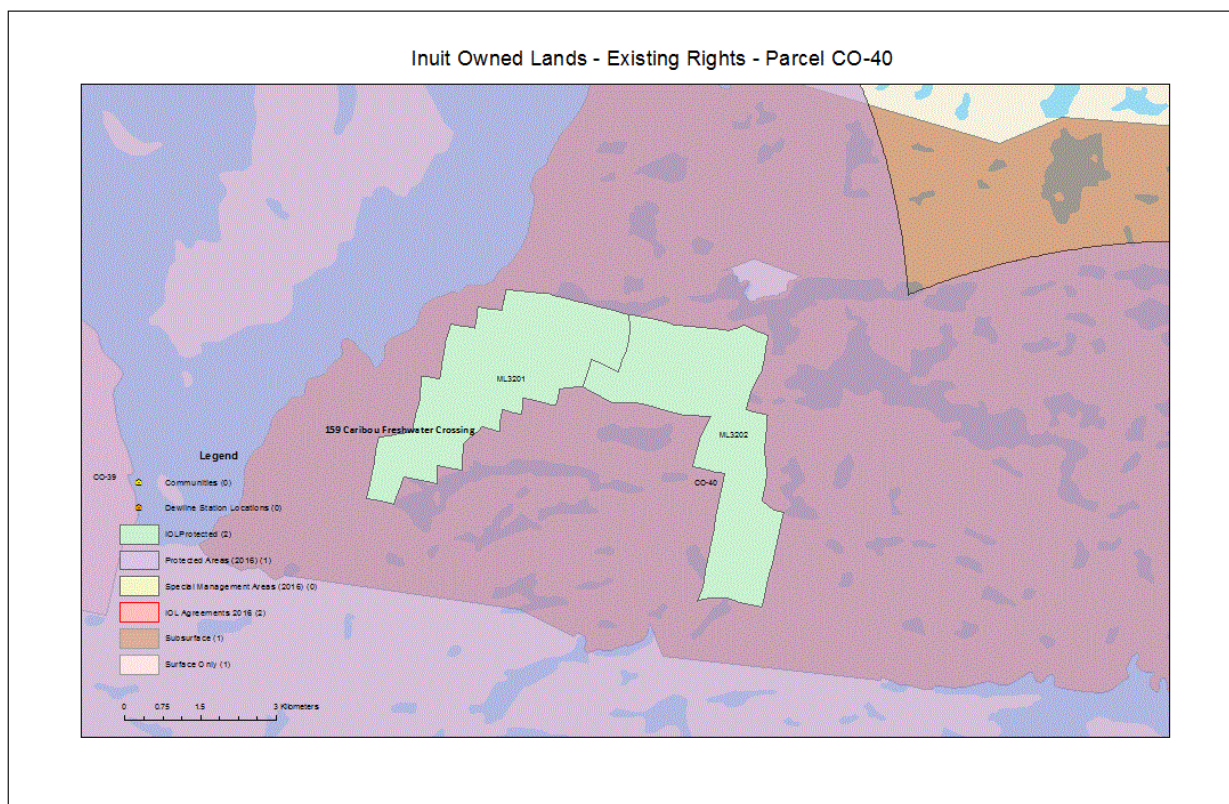 Inuit Owned Lands - Existing Rights - Parcel CO-40
ML3201
159 Caribou Freshwater Crossing
ML3202
CO-39
CO-40
Legend
Communities (0)
Dewline Station Locations (0)
IOLProtected (2)
Protected Areas (2016) (1)
Special Management Areas (2016) (0)
IOL Agreements 2016 (2)
Subsurface (1)
Surface Only (1)
0 0.75 1.5 3 Kilometers